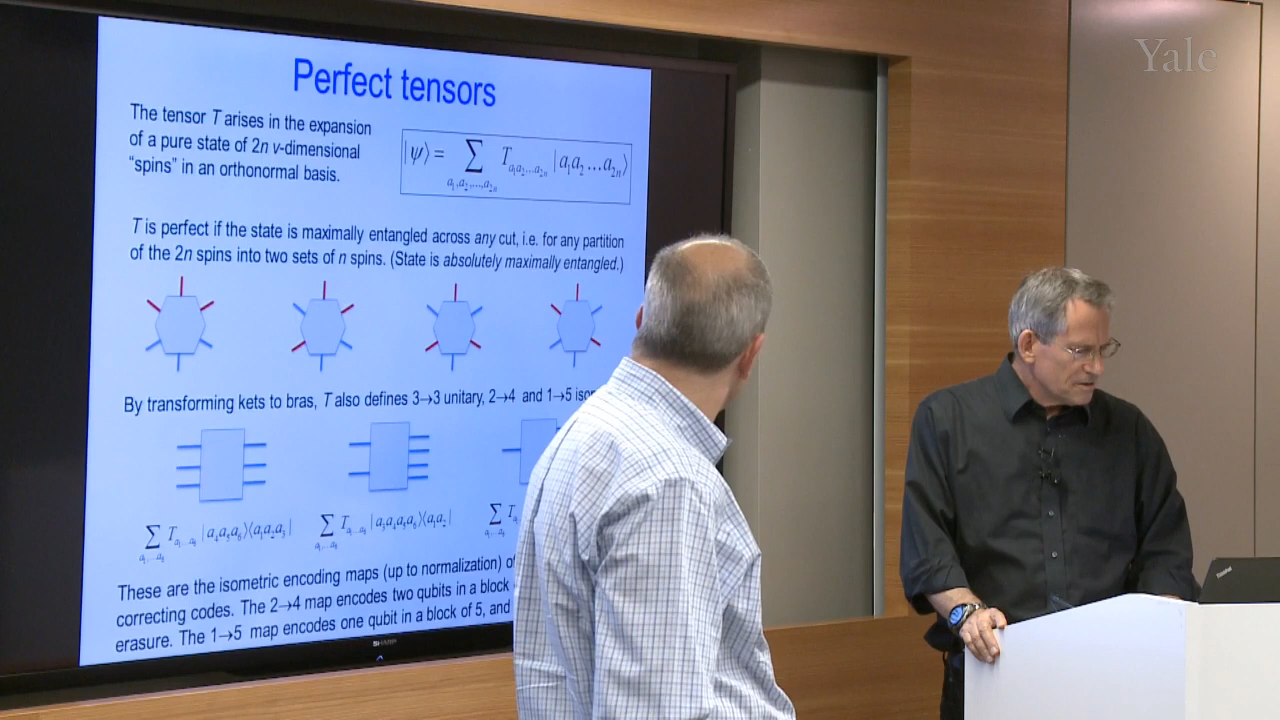 Yale
Perfect tensors
The tensor T arises in the expansion
of a pure state of 2n v-dimensional
“spins” in an orthonormal basis.
|ψ⟩ = ∑_{a₁,a₂,...,a₂ₙ} T_{a₁a₂...a₂ₙ} |a₁a₂...a₂ₙ⟩
T is perfect if the state is maximally entangled across any cut, i.e. for any partition
of the 2n spins into two sets of n spins. (State is absolutely maximally entangled.)
By transforming kets to bras, T also defines 3→3 unitary, 2→4 and 1→5
∑_{a₁...a₆} T_{a₁...a₆} |a₄a₅a₆⟩⟨a₁a₂a₃|
∑_{a₁...a₆} T_{a₁...a₆} |a₃a₄a₅a₆⟩⟨a₁a₂|
∑ T
These are the isometric encoding maps (up to normalization) of
correcting codes. The 2→4 map encodes two qubits in a block
erasure. The 1→5 map encodes one qubit in a block of 5, and
SHARP
ThinkPad